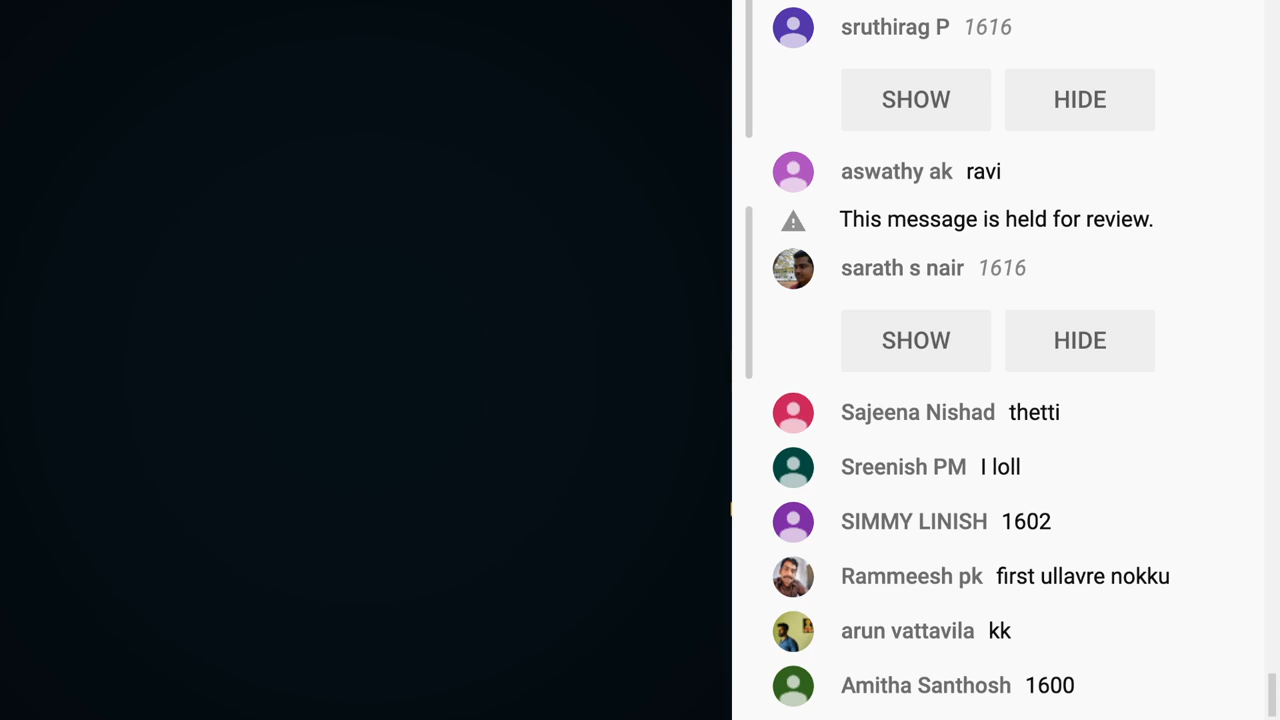 sruthirag P 1616
SHOW HIDE
aswathy ak ravi
This message is held for review.
sarath s nair 1616
SHOW HIDE
Sajeena Nishad thetti
Sreenish PM I loll
SIMMY LINISH 1602
Rammeesh pk first ullavre nokku
arun vattavila kk
Amitha Santhosh 1600